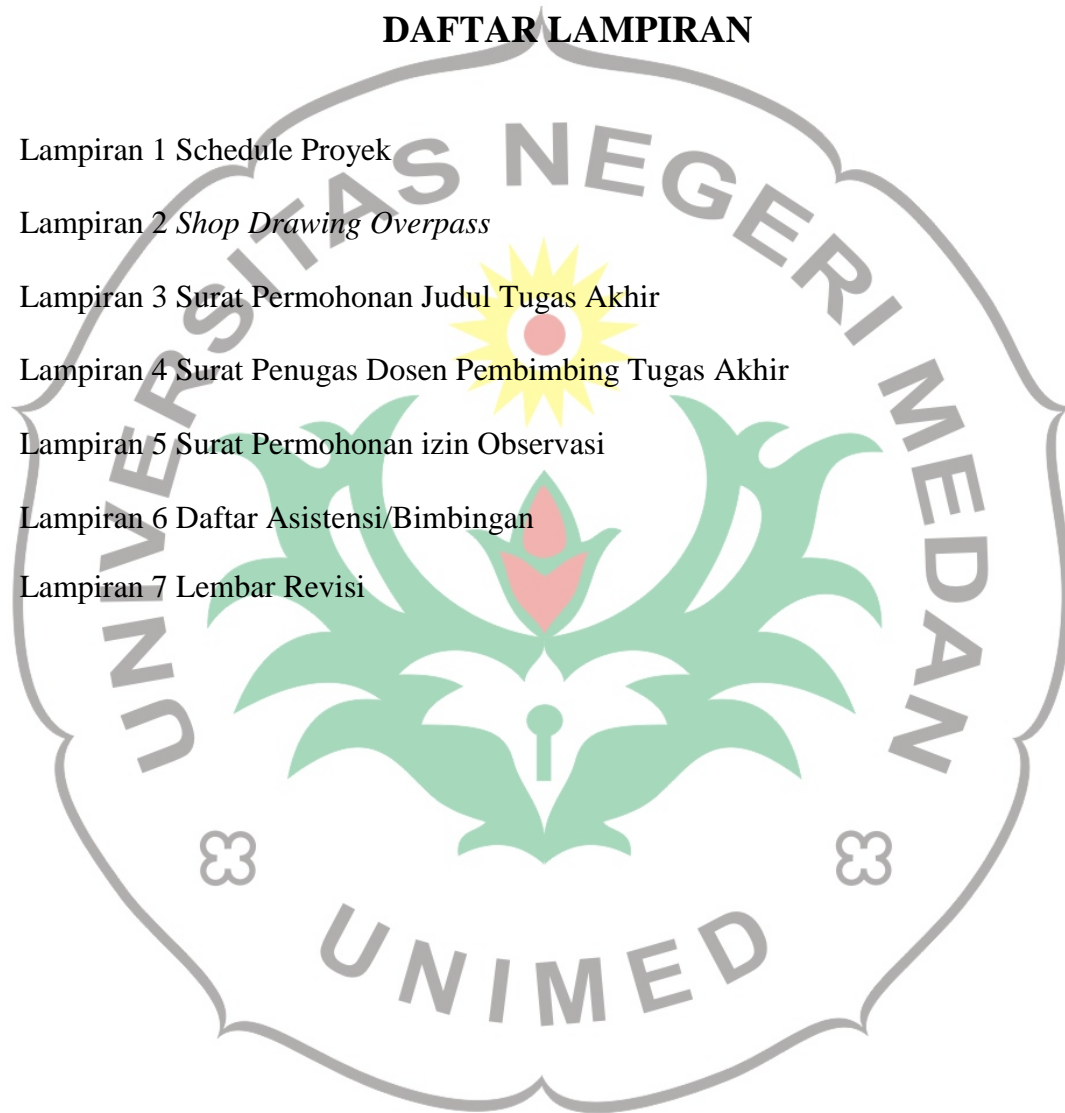 DAFTAR LAMPIRAN
Lampiran 1 Schedule Proyek
Lampiran 2 Shop Drawing Overpass
Lampiran 3 Surat Permohonan Judul Tugas Akhir
Lampiran 4 Surat Penugas Dosen Pembimbing Tugas Akhir
Lampiran 5 Surat Permohonan izin Observasi
Lampiran 6 Daftar Asistensi/Bimbingan
Lampiran 7 Lembar Revisi
UNIVERSITAS NEGERI MEDAN
UNIMED